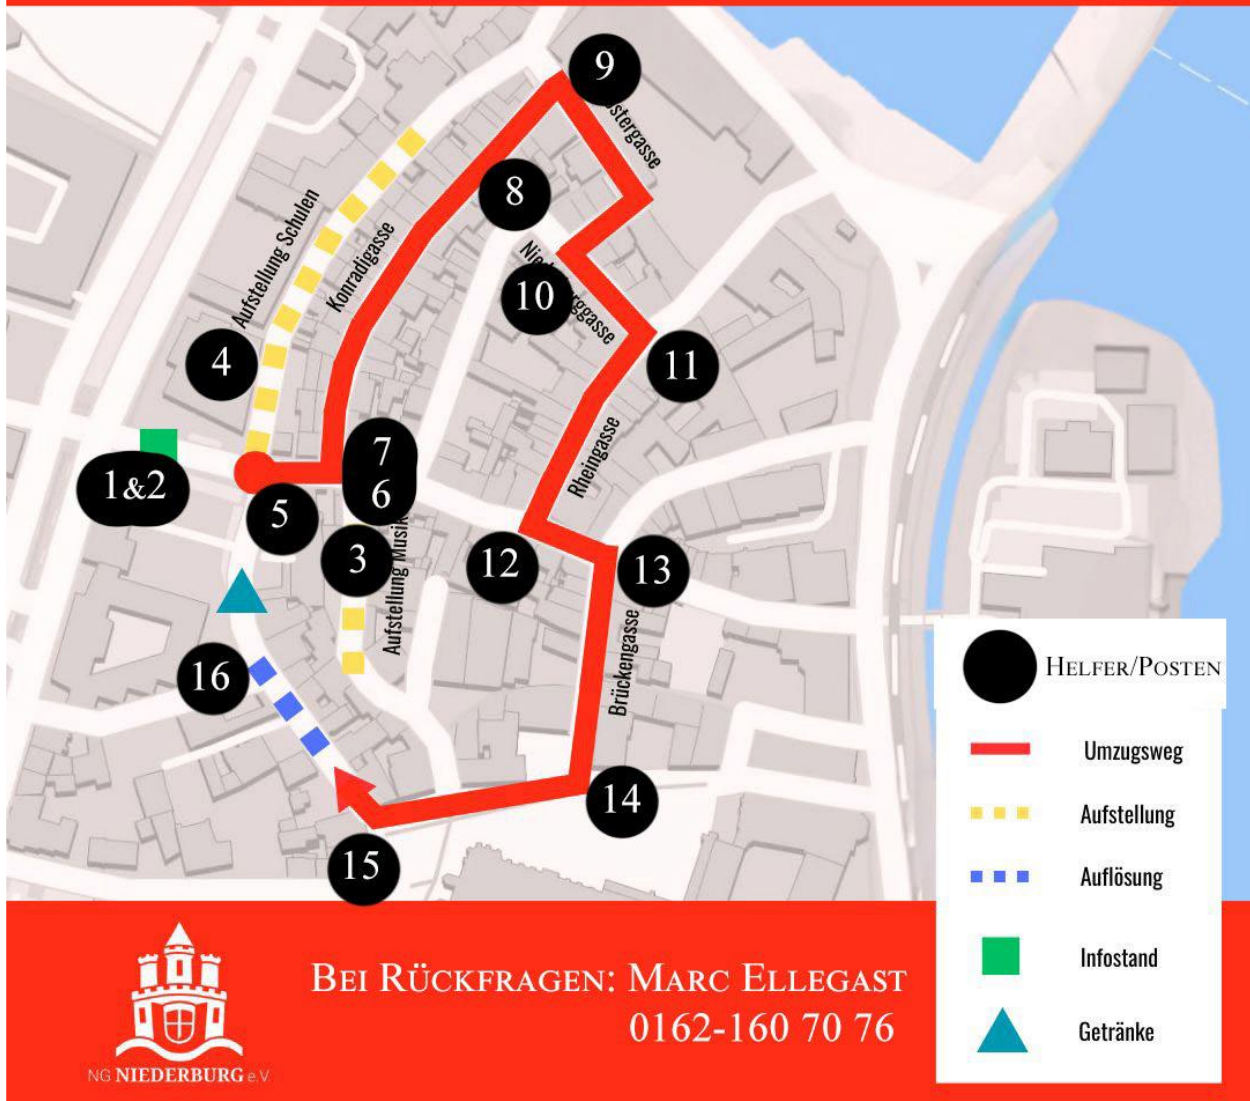 9
ostergasse
8
Aufstellung Schulen
Konradigasse
10
4
11
7
6
1&2
5
Rheingasse
3
12
13
Aufstellung Musik
16
Brückengasse
14
15
HELFER/POSTEN
Umzugsweg
Aufstellung
Auflösung
Infostand
Getränke
BEI RÜCKFRAGEN: MARC ELLEGAST
0162-160 70 76
NG NIEDERBURG e.V.